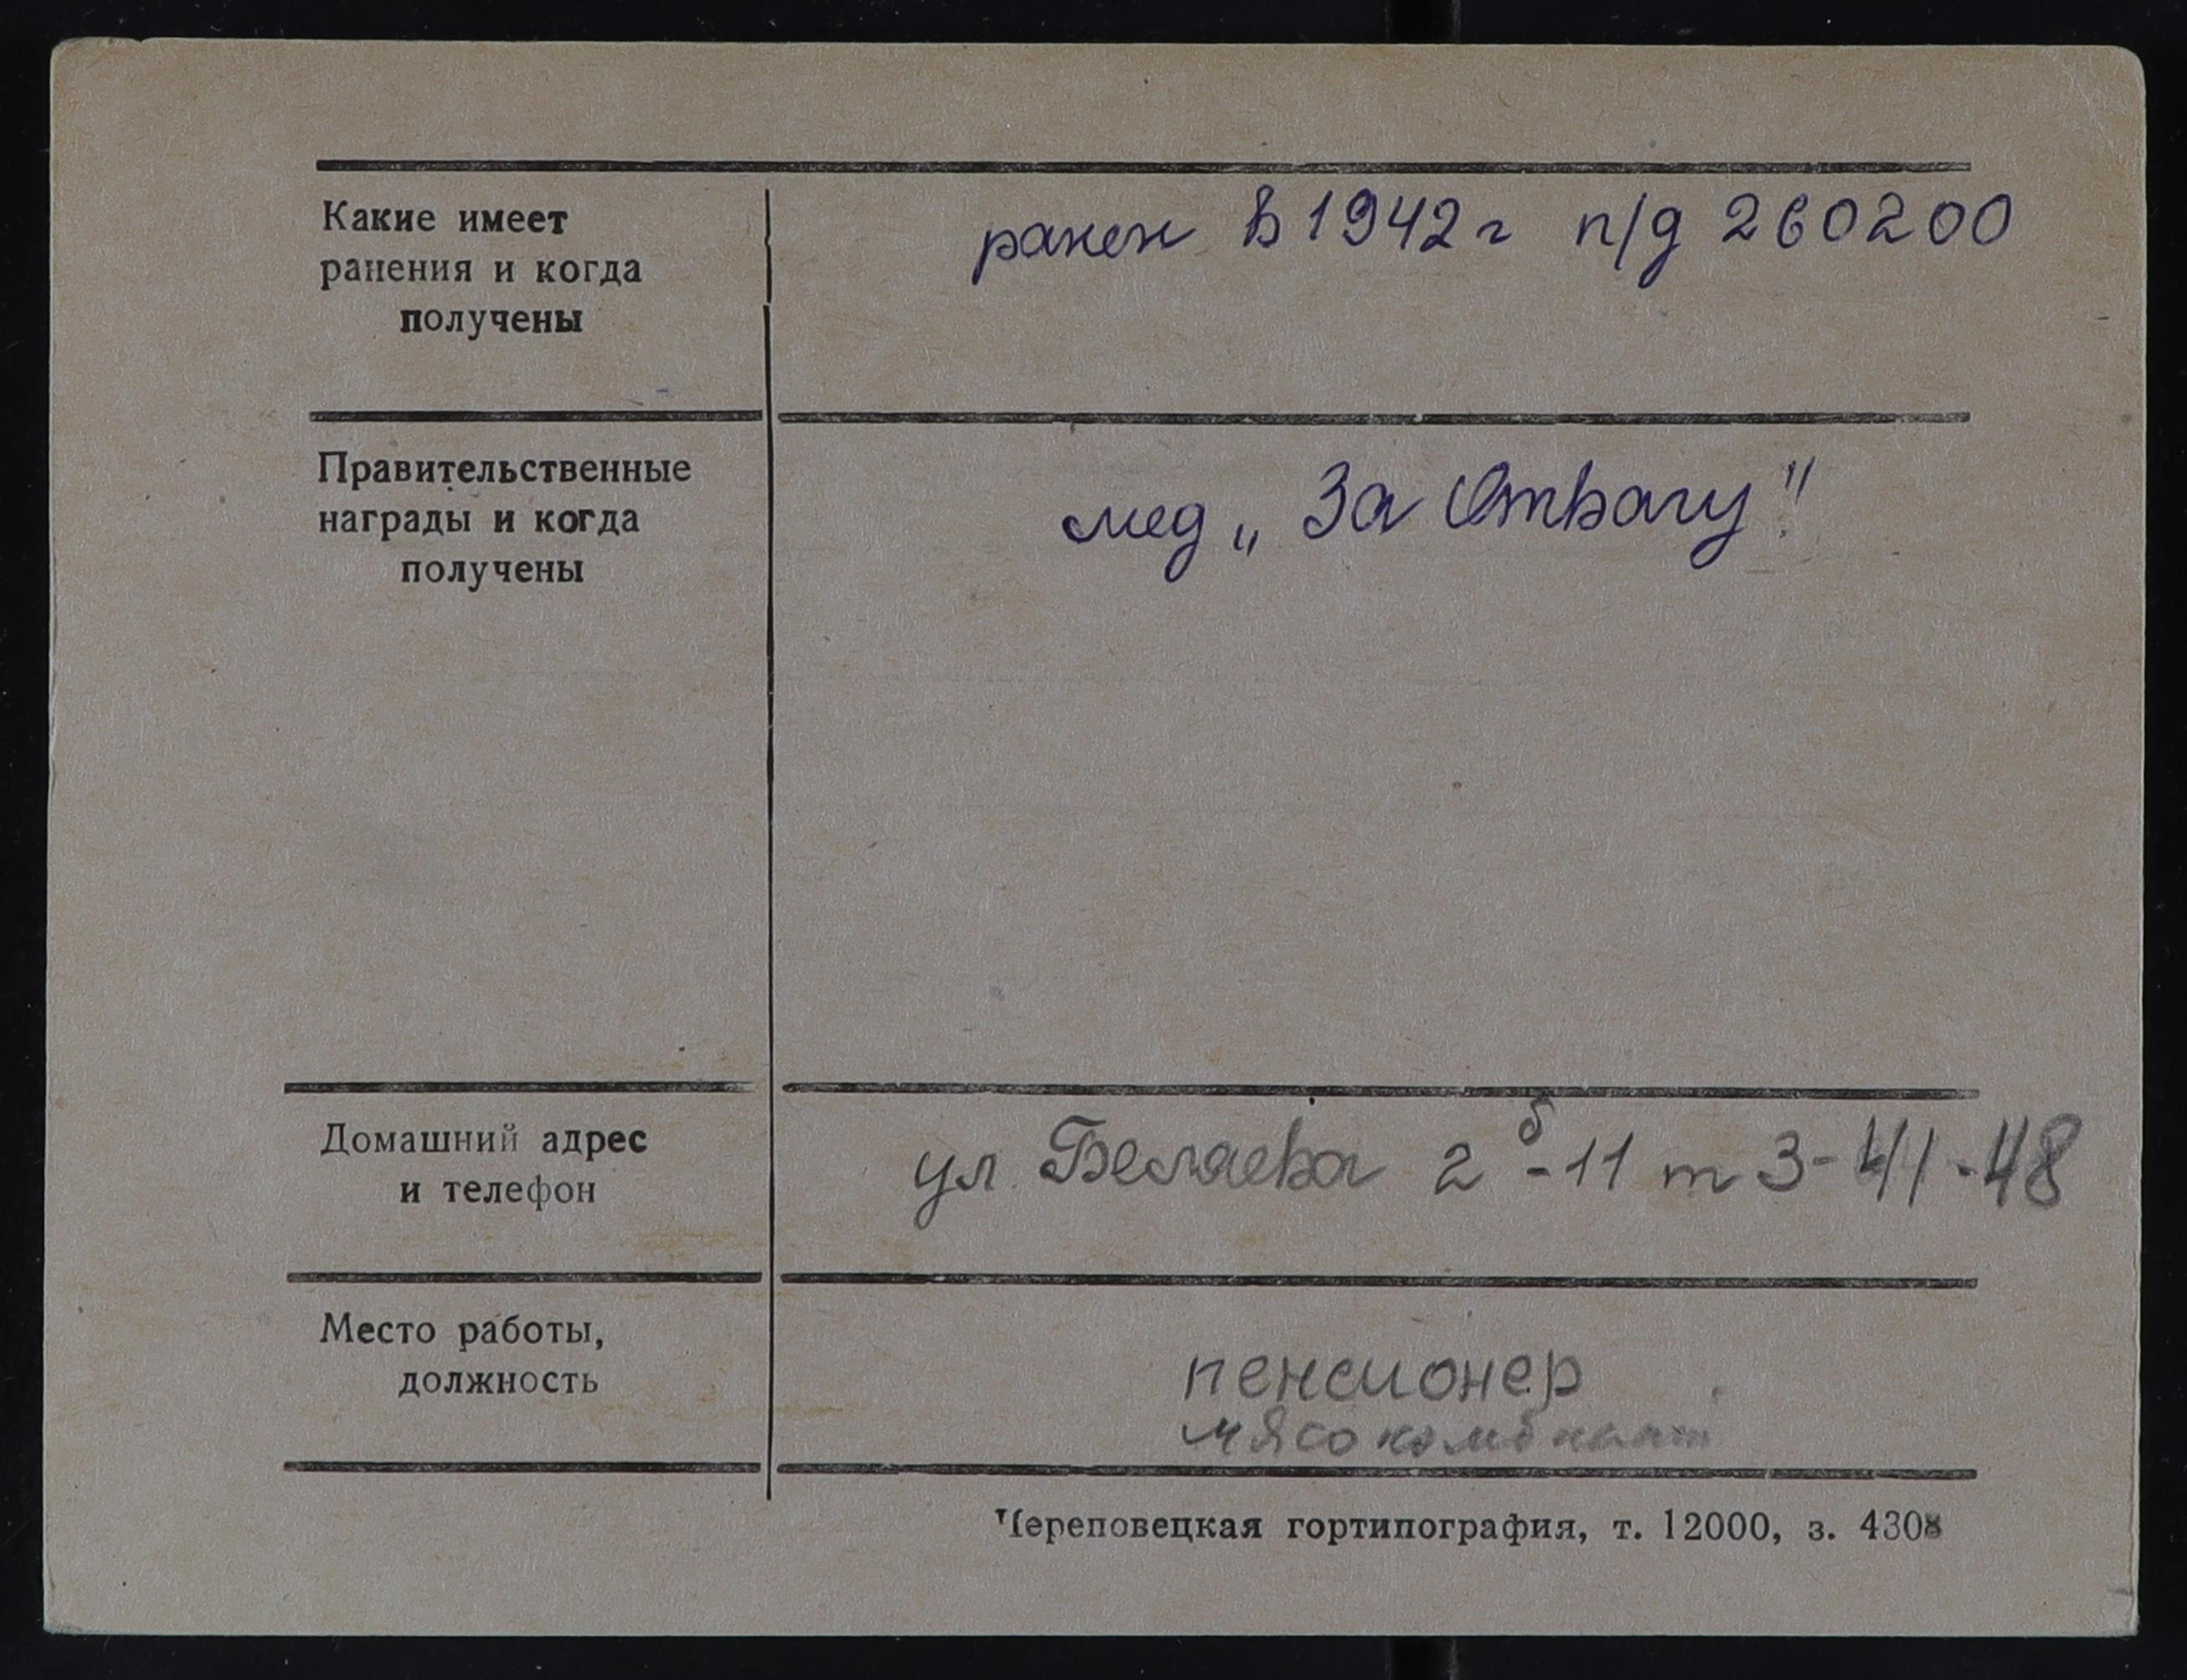 Какие имеет
ранения и когда
получены
ранен в 1942 г п/д 260200
Правительственные
награды и когда
получены
мед „За Отвагу"
Домашний адрес
и телефон
ул. Беляева 2б-11 т 3-41-48
Место работы,
должность
пенсионер
мясокомбинат
Череповецкая гортипография, т. 12000, з. 4308